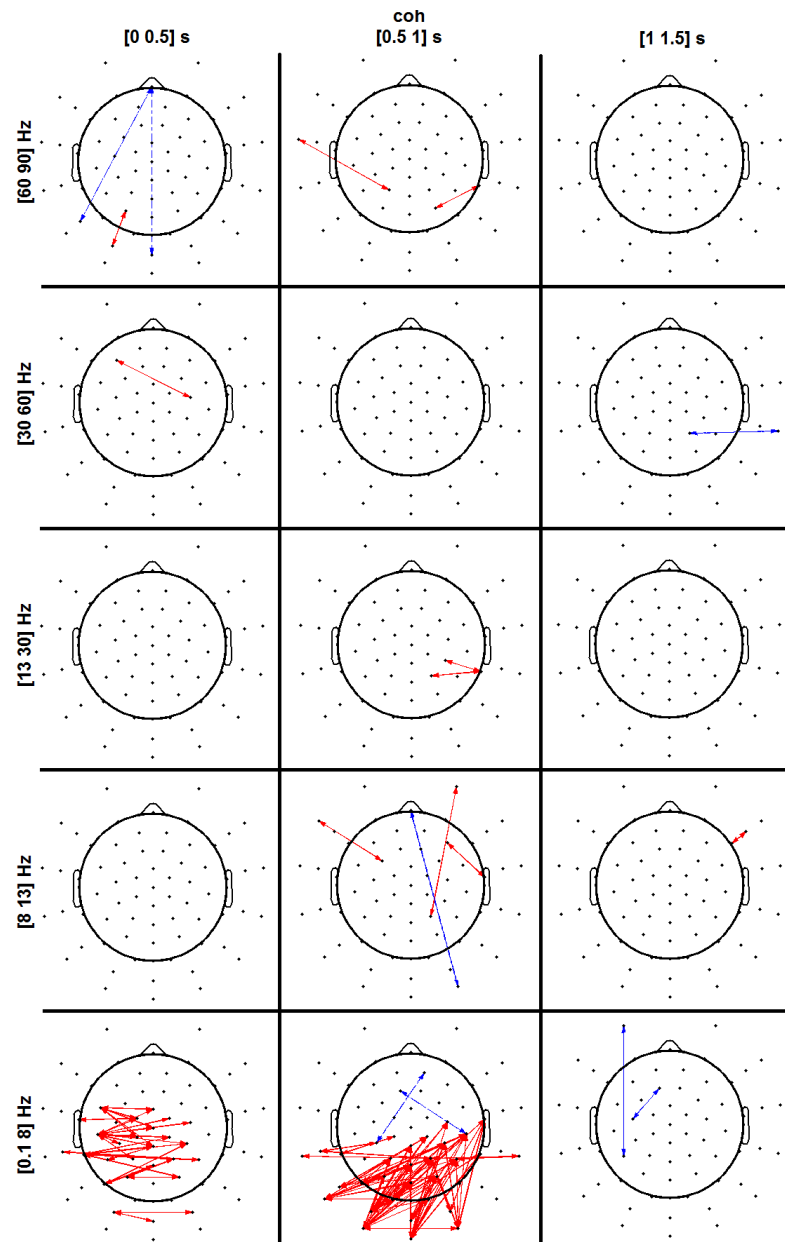 coh
[0 0.5] s
[0.5 1] s
[1 1.5] s
[60 90] Hz
[30 60] Hz
[13 30] Hz
[8 13] Hz
[0.1 8] Hz